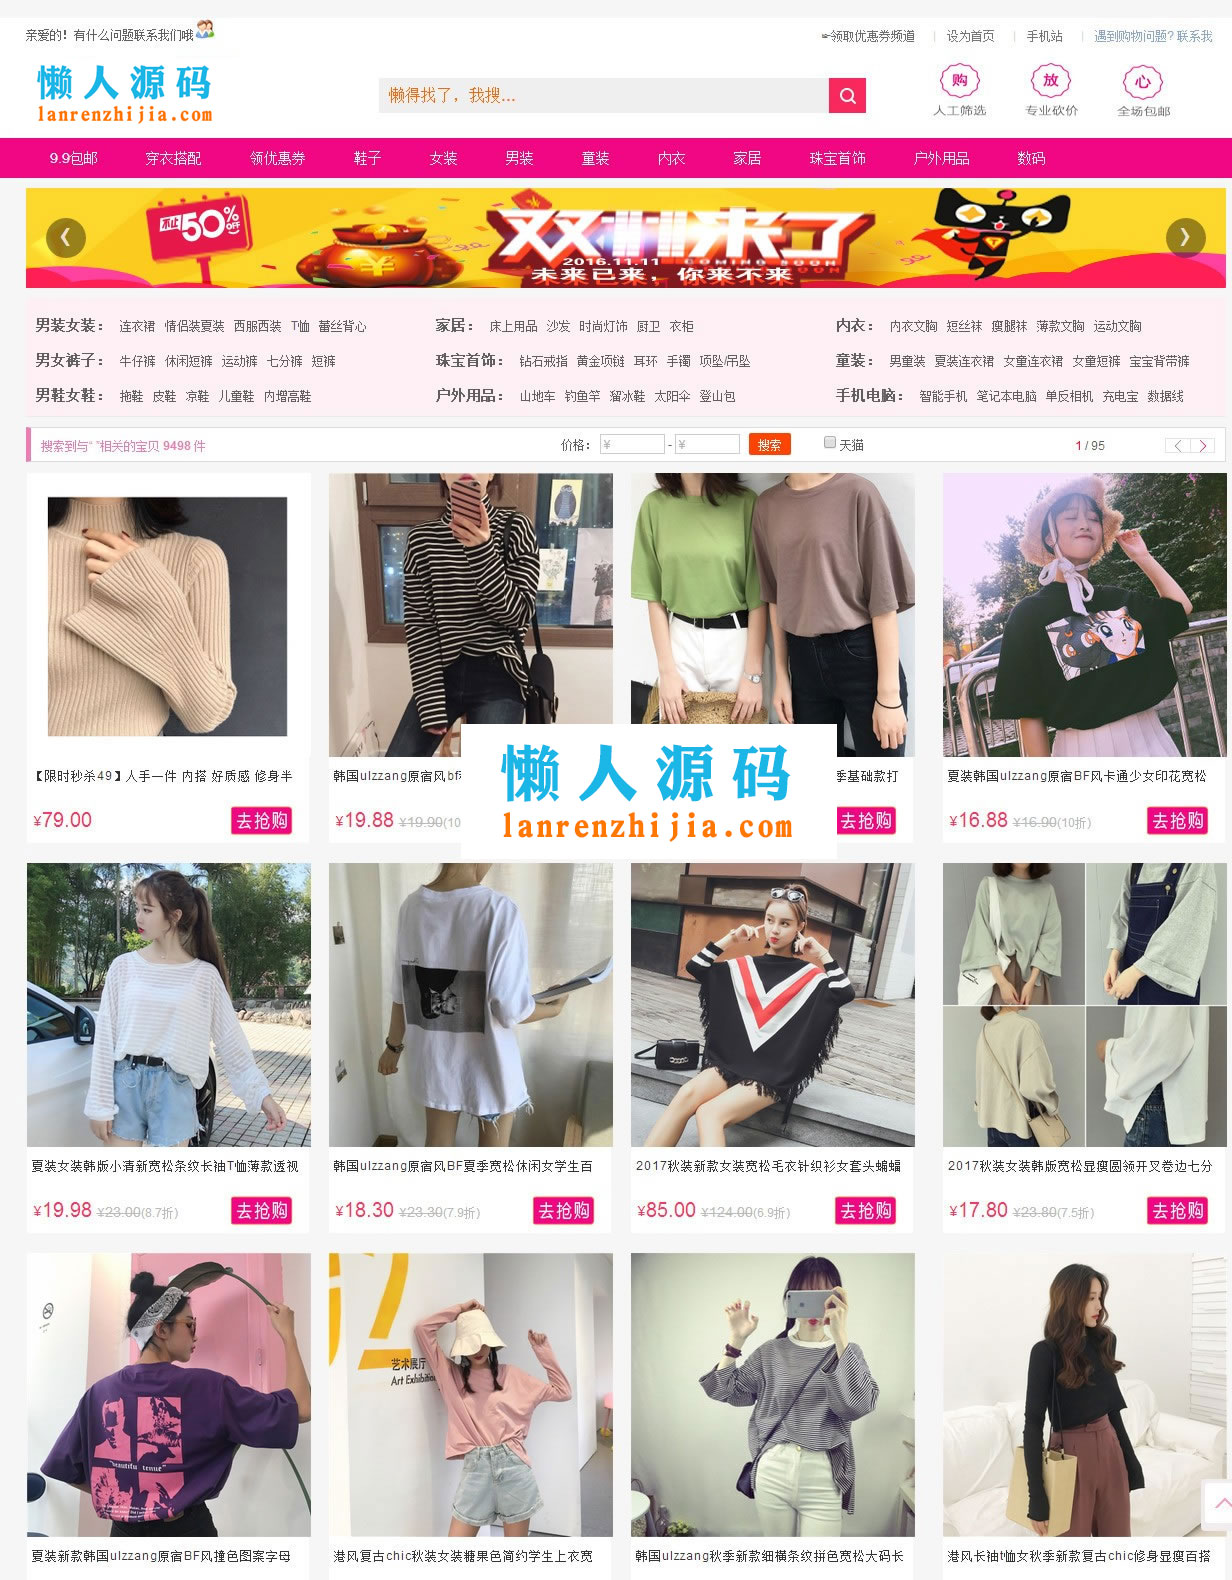 亲爱的！有什么问题联系我们哦
领取优惠券频道 | 设为首页 | 手机站 | 遇到购物问题? 联系我
懒人源码
lanrenzhijia.com
懒得找了，我搜...
购 放 心
人工筛选 专业砍价 全场包邮
9.9包邮 穿衣搭配 领优惠券 鞋子 女装 男装 童装 内衣 家居 珠宝首饰 户外用品 数码
不止50%OFF
双11来了
2016.11.11 COMING SOON
未来已来，你来不来
男装女装： 连衣裙 情侣装夏装 西服西装 T恤 蕾丝背心
家居： 床上用品 沙发 时尚灯饰 厨卫 衣柜
内衣： 内衣文胸 短丝袜 瘦腿袜 薄款文胸 运动文胸
男女裤子： 牛仔裤 休闲短裤 运动裤 七分裤 短裤
珠宝首饰： 钻石戒指 黄金项链 耳环 手镯 项坠/吊坠
童装： 男童装 夏装连衣裙 女童连衣裙 女童短裤 宝宝背带裤
男鞋女鞋： 拖鞋 皮鞋 凉鞋 儿童鞋 内增高鞋
户外用品： 山地车 钓鱼竿 溜冰鞋 太阳伞 登山包
手机电脑： 智能手机 笔记本电脑 单反相机 充电宝 数据线
搜索到与“ ”相关的宝贝 9498 件
价格： ¥ - ¥ 搜索 天猫
1 / 95
【限时秒杀49】人手一件 内搭 好质感 修身半
韩国ulzzang原宿风bf
季基础款打
夏装韩国ulzzang原宿BF风卡通少女印花宽松
¥79.00 去抢购
¥19.88 ¥19.90(10
去抢购
¥16.88 ¥16.90(10折) 去抢购
懒人源码
lanrenzhijia.com
夏装女装韩版小清新宽松条纹长袖T恤薄款透视
韩国ulzzang原宿风BF夏季宽松休闲女学生百
2017秋装新款女装宽松毛衣针织衫女套头蝙蝠
2017秋装女装韩版宽松显瘦圆领开叉卷边七分
¥19.98 ¥23.00(8.7折) 去抢购
¥18.30 ¥23.30(7.9折) 去抢购
¥85.00 ¥124.00(6.9折) 去抢购
¥17.80 ¥23.80(7.5折) 去抢购
"beautiful tenue"
艺术展厅
Art Exhibition
夏装新款韩国ulzzang原宿BF风撞色图案字母
港风复古chic秋装女装糖果色简约学生上衣宽
韩国ulzzang秋季新款细横条纹拼色宽松大码长
港风长袖t恤女秋季新款复古chic修身显瘦百搭